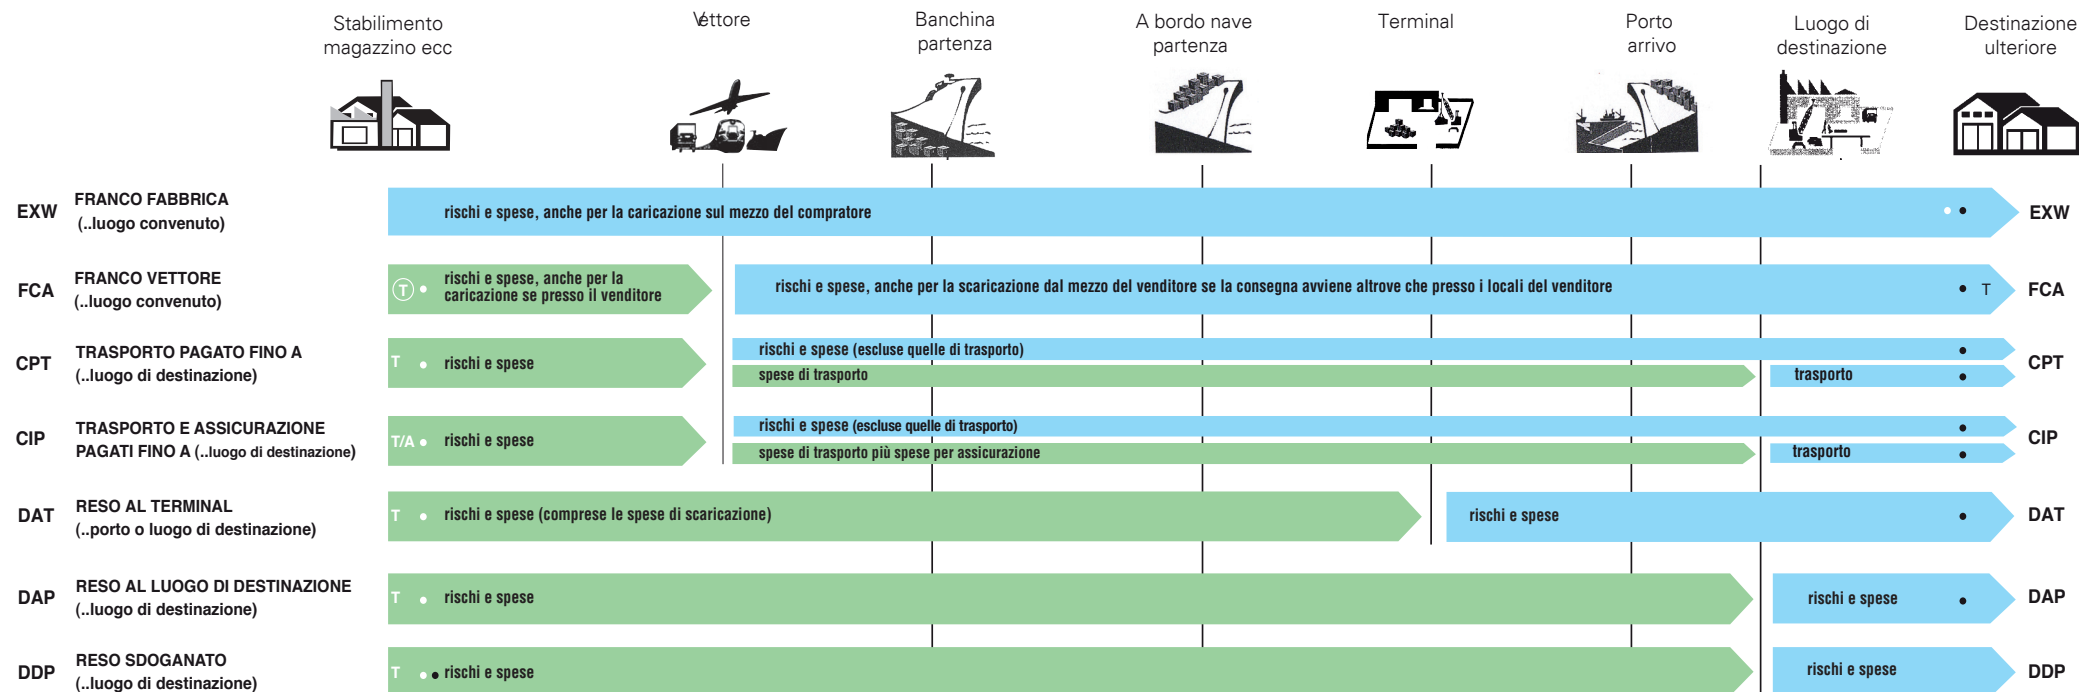 Stabilimento
magazzino ecc
Vettore
Banchina
partenza
A bordo nave
partenza
Terminal
Porto
arrivo
Luogo di
destinazione
Destinazione
ulteriore
EXW
FRANCO FABBRICA
(..luogo convenuto)
rischi e spese, anche per la caricazione sul mezzo del compratore
EXW
FCA
FRANCO VETTORE
(..luogo convenuto)
T
rischi e spese, anche per la
caricazione se presso il venditore
rischi e spese, anche per la scaricazione dal mezzo del venditore se la consegna avviene altrove che presso i locali del venditore
T
FCA
CPT
TRASPORTO PAGATO FINO A
(..luogo di destinazione)
T
rischi e spese
rischi e spese (escluse quelle di trasporto)
spese di trasporto
trasporto
CPT
CIP
TRASPORTO E ASSICURAZIONE
PAGATI FINO A (..luogo di destinazione)
T/A
rischi e spese
rischi e spese (escluse quelle di trasporto)
spese di trasporto più spese per assicurazione
trasporto
CIP
DAT
RESO AL TERMINAL
(..porto o luogo di destinazione)
T
rischi e spese (comprese le spese di scaricazione)
rischi e spese
DAT
DAP
RESO AL LUOGO DI DESTINAZIONE
(..luogo di destinazione)
T
rischi e spese
rischi e spese
DAP
DDP
RESO SDOGANATO
(..luogo di destinazione)
T
rischi e spese
rischi e spese
DDP